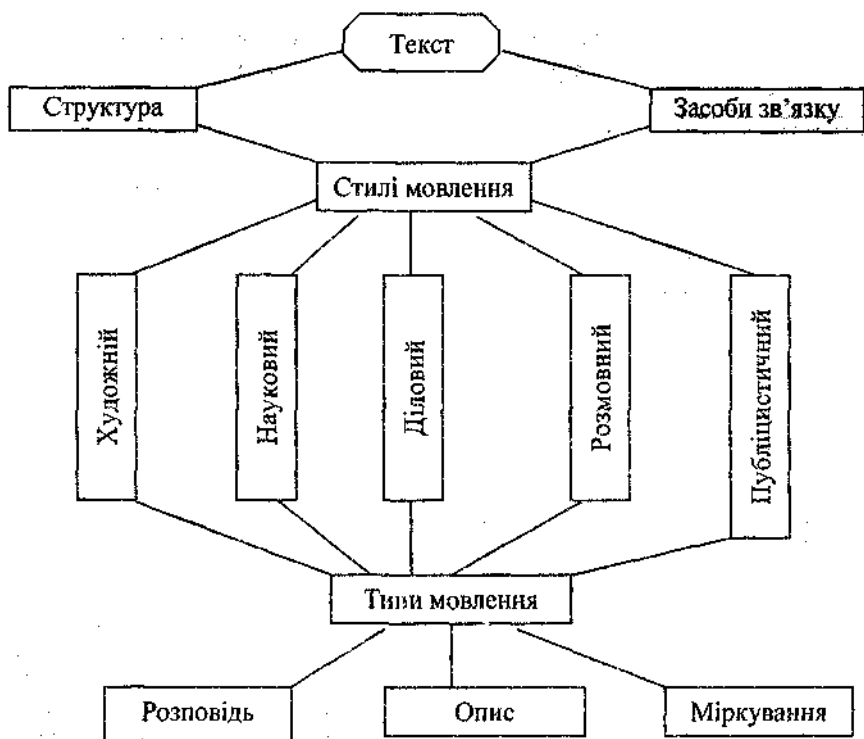 Текст
Структура
Засоби зв’язку
Стилі мовлення
Художній
Науковий
Діловий
Розмовний
Публіцистичний
Типи мовлення
Розповідь
Опис
Міркування